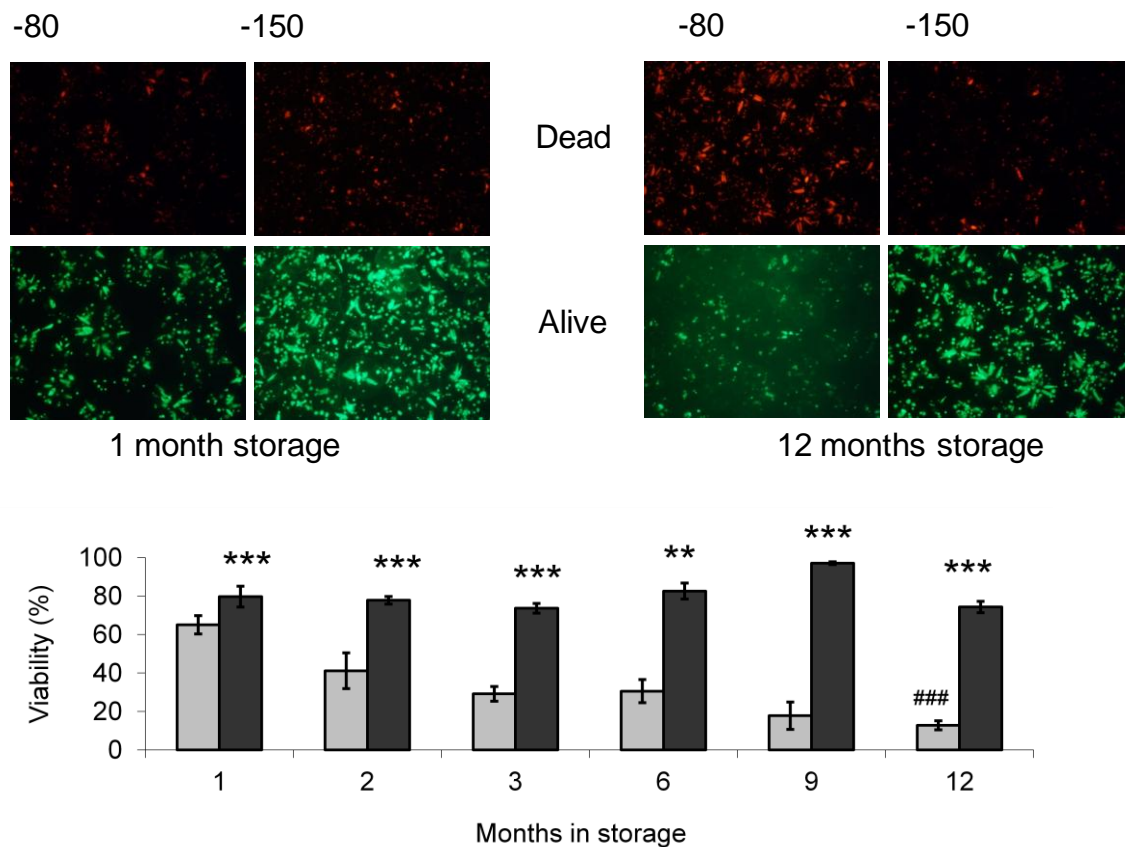 -80 -150 -80 -150
Dead
Alive
1 month storage 12 months storage
*** *** *** ** *** ***
###
Viability (%)
100
80
60
40
20
0
1 2 3 6 9 12
Months in storage